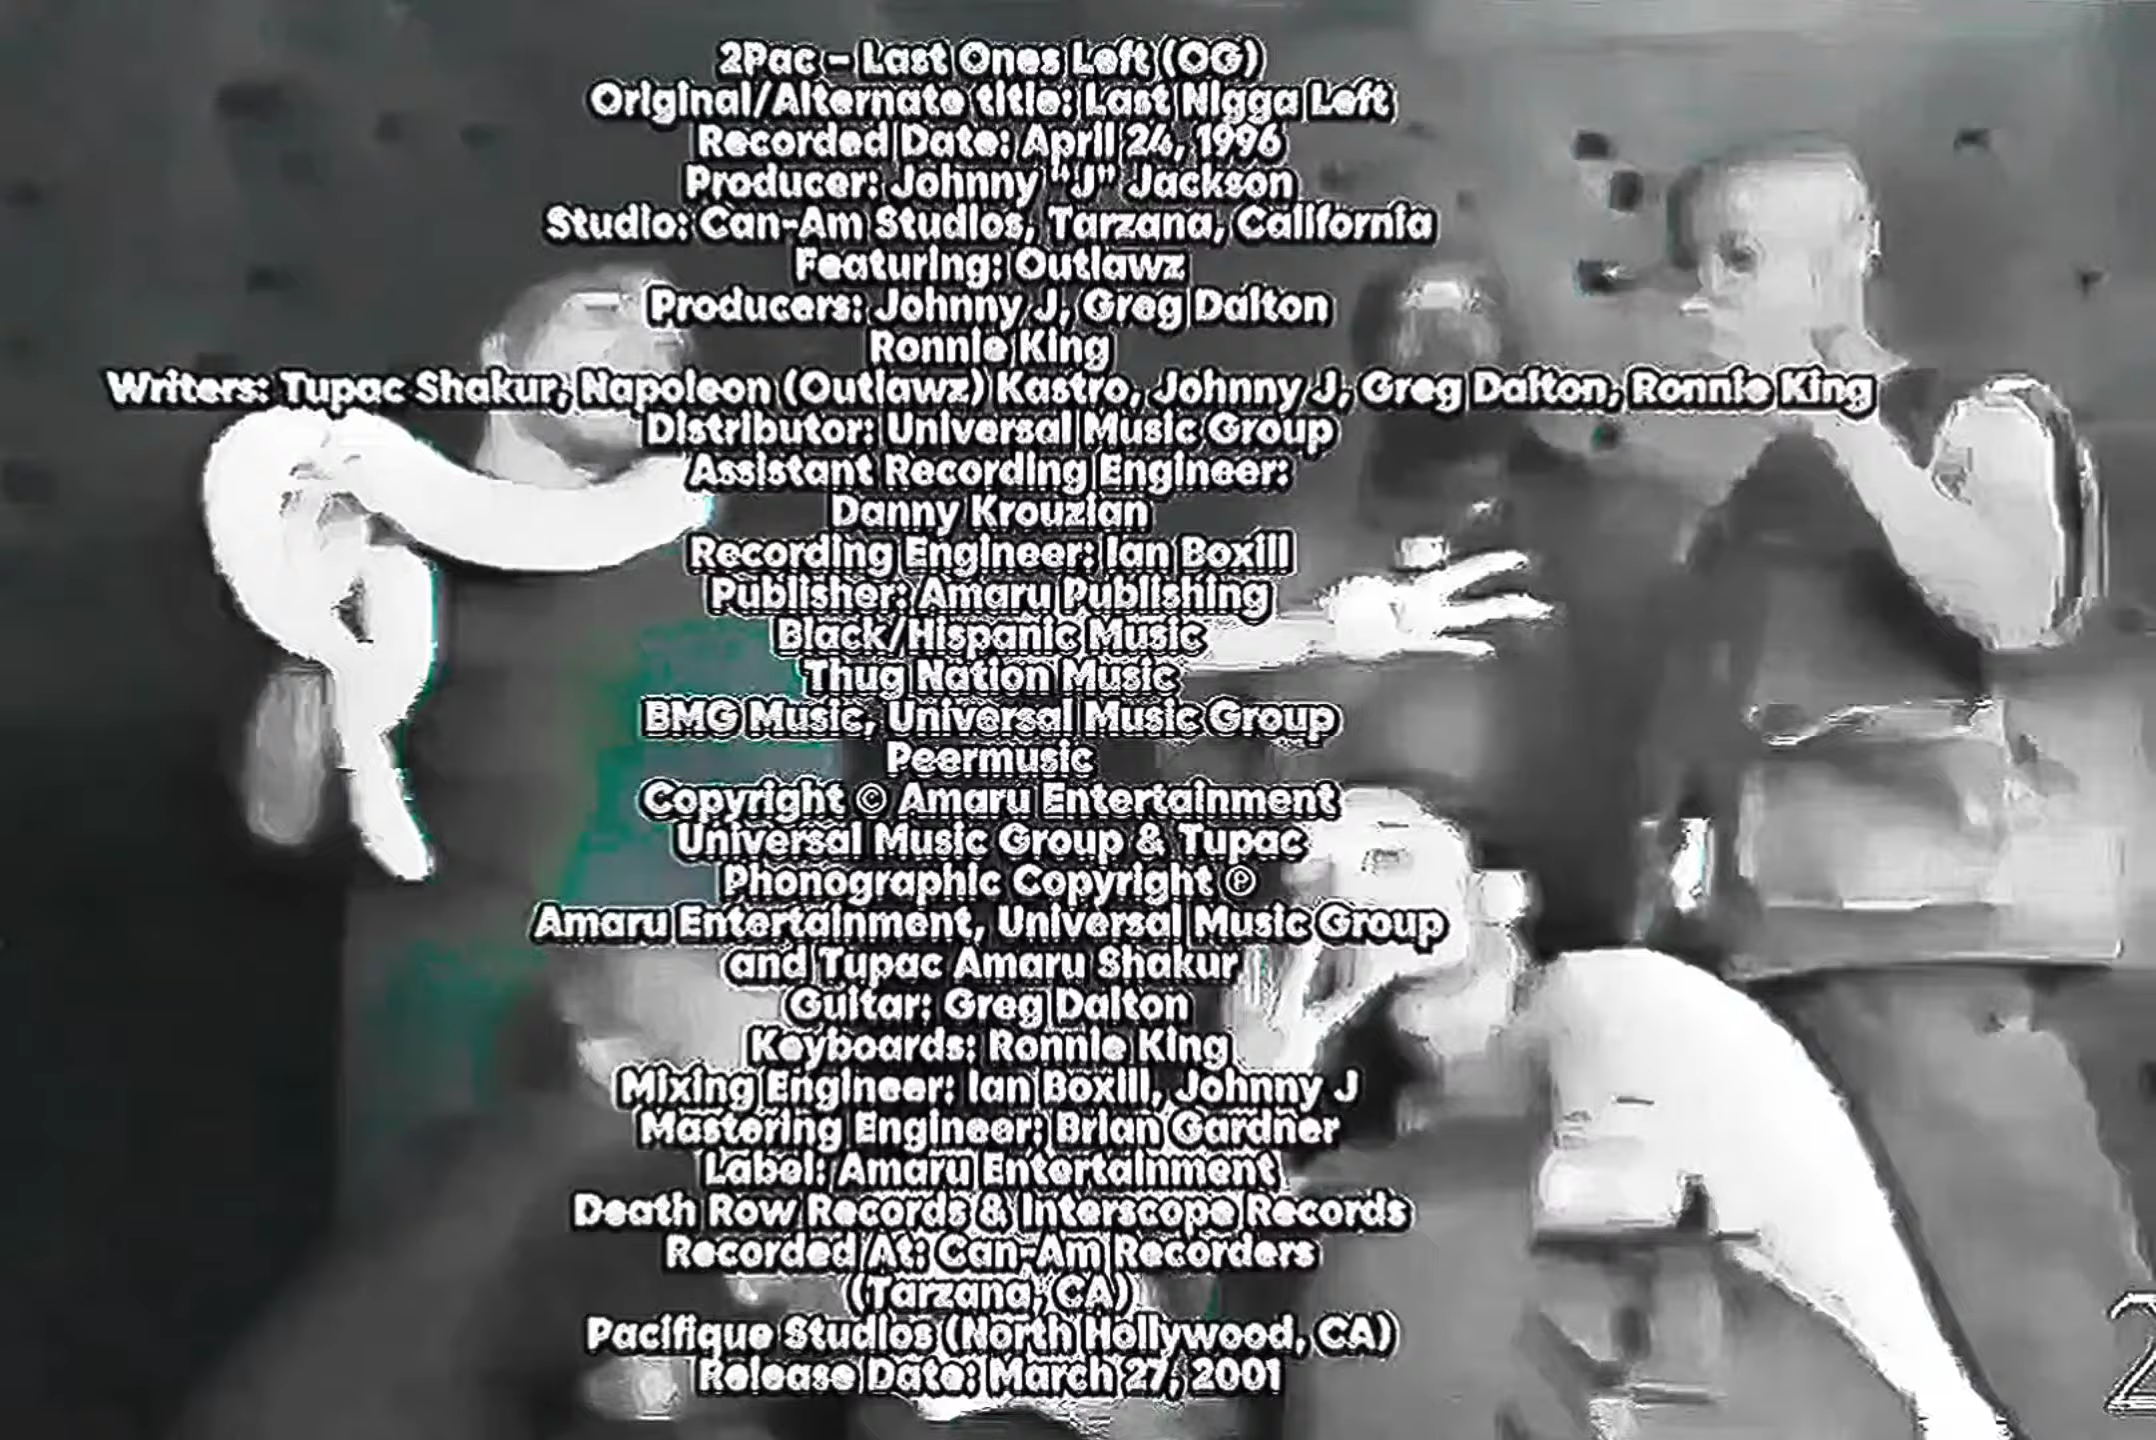 2Pac – Last Ones Left (OG)
Original/Alternate title: Last Nigga Left
Recorded Date: April 24, 1996
Producer: Johnny "J" Jackson
Studio: Can-Am Studios, Tarzana, California
Featuring: Outlawz
Producers: Johnny J, Greg Dalton
Ronnie King
Writers: Tupac Shakur, Napoleon (Outlawz) Kastro, Johnny J, Greg Dalton, Ronnie King
Distributor: Universal Music Group
Assistant Recording Engineer:
Danny Krouzian
Recording Engineer: Ian Boxill
Publisher: Amaru Publishing
Black/Hispanic Music
Thug Nation Music
BMG Music, Universal Music Group
Peermusic
Copyright © Amaru Entertainment
Universal Music Group & Tupac
Phonographic Copyright ℗
Amaru Entertainment, Universal Music Group
and Tupac Amaru Shakur
Guitar: Greg Dalton
Keyboards: Ronnie King
Mixing Engineer: Ian Boxill, Johnny J
Mastering Engineer: Brian Gardner
Label: Amaru Entertainment
Death Row Records & Interscope Records
Recorded At: Can-Am Recorders
(Tarzana, CA)
Pacifique Studios (North Hollywood, CA)
Release Date: March 27, 2001
2